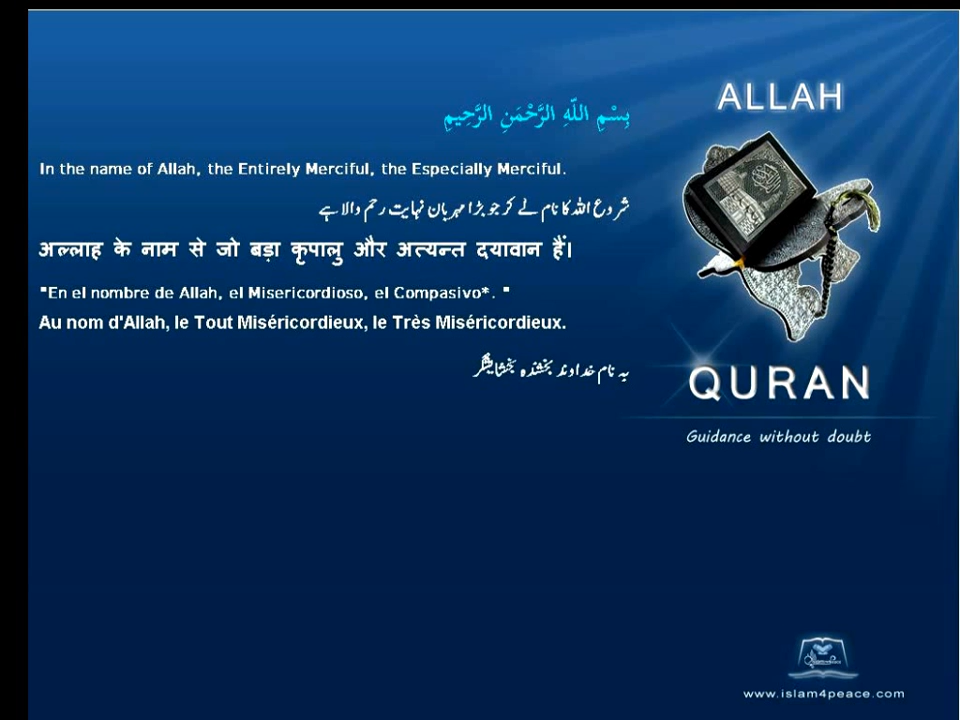 بِسْمِ اللّهِ الرَّحْمَنِ الرَّحِيمِ
In the name of Allah, the Entirely Merciful, the Especially Merciful.
شروع الله کا نام لے کر جو بڑا مہربان نہایت رحم والا ہے
अल्लाह के नाम से जो बड़ा कृपालु और अत्यन्त दयावान हैं।
"En el nombre de Allah, el Misericordioso, el Compasivo*. "
Au nom d'Allah, le Tout Miséricordieux, le Très Miséricordieux.
به نام خداوند بخشنده بخشایشگر
ALLAH
QURAN
Guidance without doubt
www.islam4peace.com